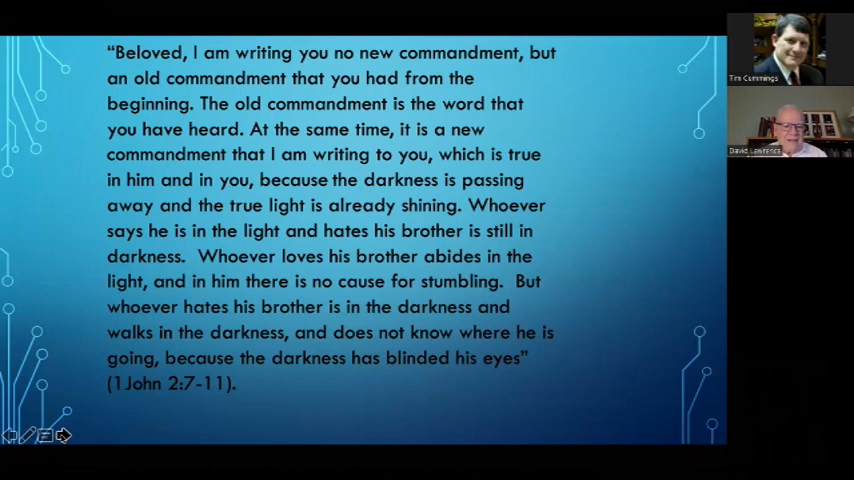 “Beloved, I am writing you no new commandment, but
an old commandment that you had from the
beginning. The old commandment is the word that
you have heard. At the same time, it is a new
commandment that I am writing to you, which is true
in him and in you, because the darkness is passing
away and the true light is already shining. Whoever
says he is in the light and hates his brother is still in
darkness.  Whoever loves his brother abides in the
light, and in him there is no cause for stumbling.  But
whoever hates his brother is in the darkness and
walks in the darkness, and does not know where he is
going, because the darkness has blinded his eyes”
(1John 2:7-11).
Tim Cummings
David Lawrence